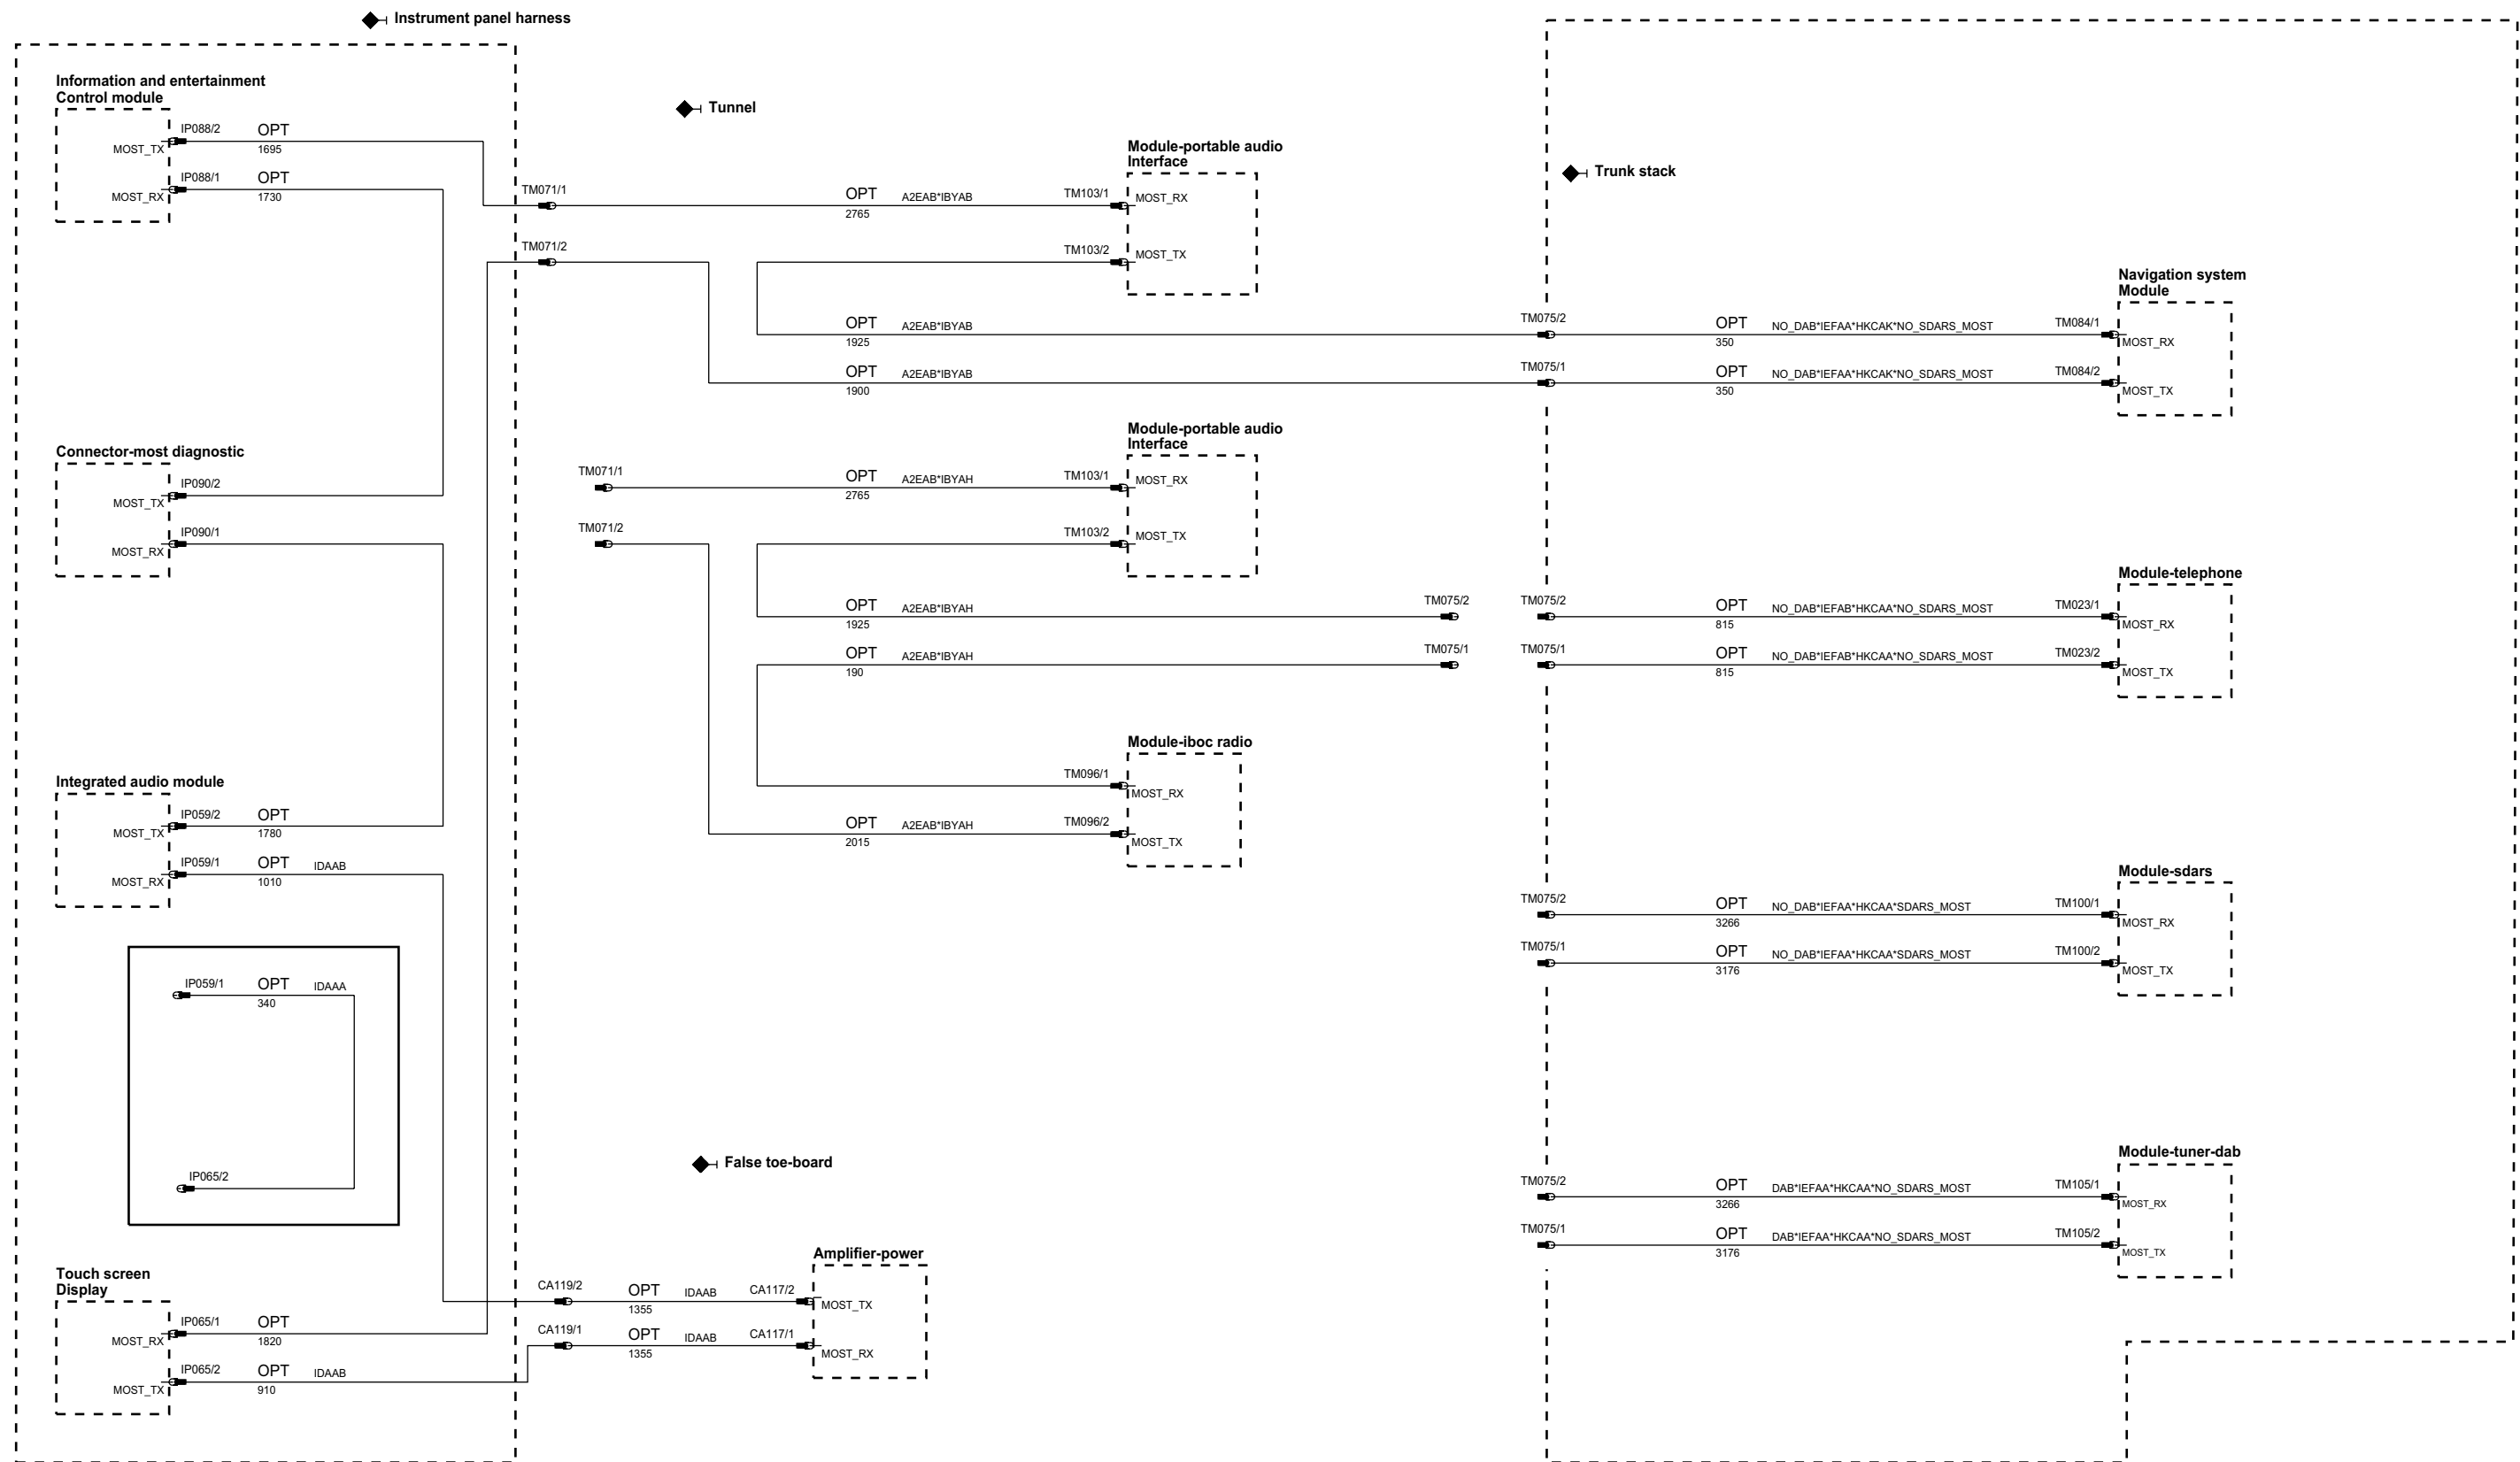 Instrument panel harness
Information and entertainment
Control module
MOST_TX
IP088/2
OPT
1695
MOST_RX
IP088/1
OPT
1730
Connector-most diagnostic
MOST_TX
IP090/2
MOST_RX
IP090/1
Integrated audio module
MOST_TX
IP059/2
OPT
1780
MOST_RX
IP059/1
OPT
IDAAB
1010
IP059/1
OPT
IDAAA
340
IP065/2
Touch screen
Display
MOST_RX
IP065/1
OPT
1820
MOST_TX
IP065/2
OPT
IDAAB
910
Tunnel
TM071/1
OPT
A2EAB*IBYAB
2765
TM103/1
Module-portable audio
Interface
MOST_RX
TM071/2
TM103/2
MOST_TX
OPT
A2EAB*IBYAB
1925
TM075/2
OPT
A2EAB*IBYAB
1900
TM075/1
TM071/1
OPT
A2EAB*IBYAH
2765
TM103/1
Module-portable audio
Interface
MOST_RX
TM071/2
TM103/2
MOST_TX
OPT
A2EAB*IBYAH
1925
TM075/2
OPT
A2EAB*IBYAH
190
TM075/1
Module-iboc radio
TM096/1
MOST_RX
OPT
A2EAB*IBYAH
2015
TM096/2
MOST_TX
False toe-board
Amplifier-power
CA119/2
OPT
IDAAB
1355
CA117/2
MOST_TX
CA119/1
OPT
IDAAB
1355
CA117/1
MOST_RX
Trunk stack
Navigation system
Module
OPT
NO_DAB*IEFAA*HKCAK*NO_SDARS_MOST
350
TM084/1
MOST_RX
OPT
NO_DAB*IEFAA*HKCAK*NO_SDARS_MOST
350
TM084/2
MOST_TX
Module-telephone
TM075/2
OPT
NO_DAB*IEFAB*HKCAA*NO_SDARS_MOST
815
TM023/1
MOST_RX
TM075/1
OPT
NO_DAB*IEFAB*HKCAA*NO_SDARS_MOST
815
TM023/2
MOST_TX
Module-sdars
TM075/2
OPT
NO_DAB*IEFAA*HKCAA*SDARS_MOST
3266
TM100/1
MOST_RX
TM075/1
OPT
NO_DAB*IEFAA*HKCAA*SDARS_MOST
3176
TM100/2
MOST_TX
Module-tuner-dab
TM075/2
OPT
DAB*IEFAA*HKCAA*NO_SDARS_MOST
3266
TM105/1
MOST_RX
TM075/1
OPT
DAB*IEFAA*HKCAA*NO_SDARS_MOST
3176
TM105/2
MOST_TX